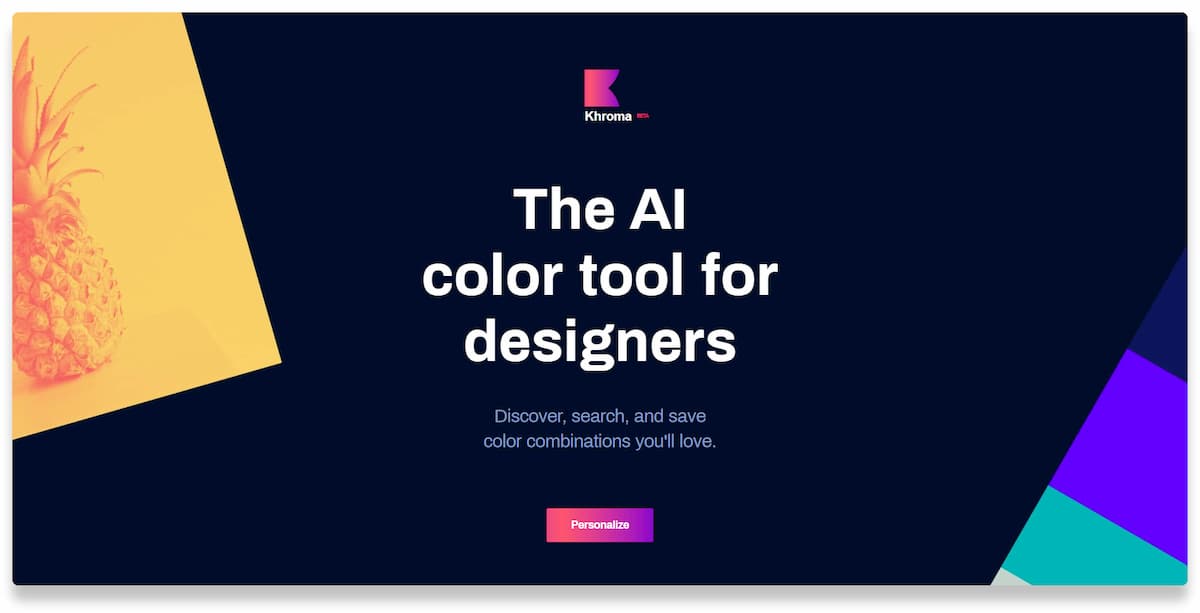 Khroma BETA
The AI
color tool for
designers
Discover, search, and save
color combinations you'll love.
Personalize